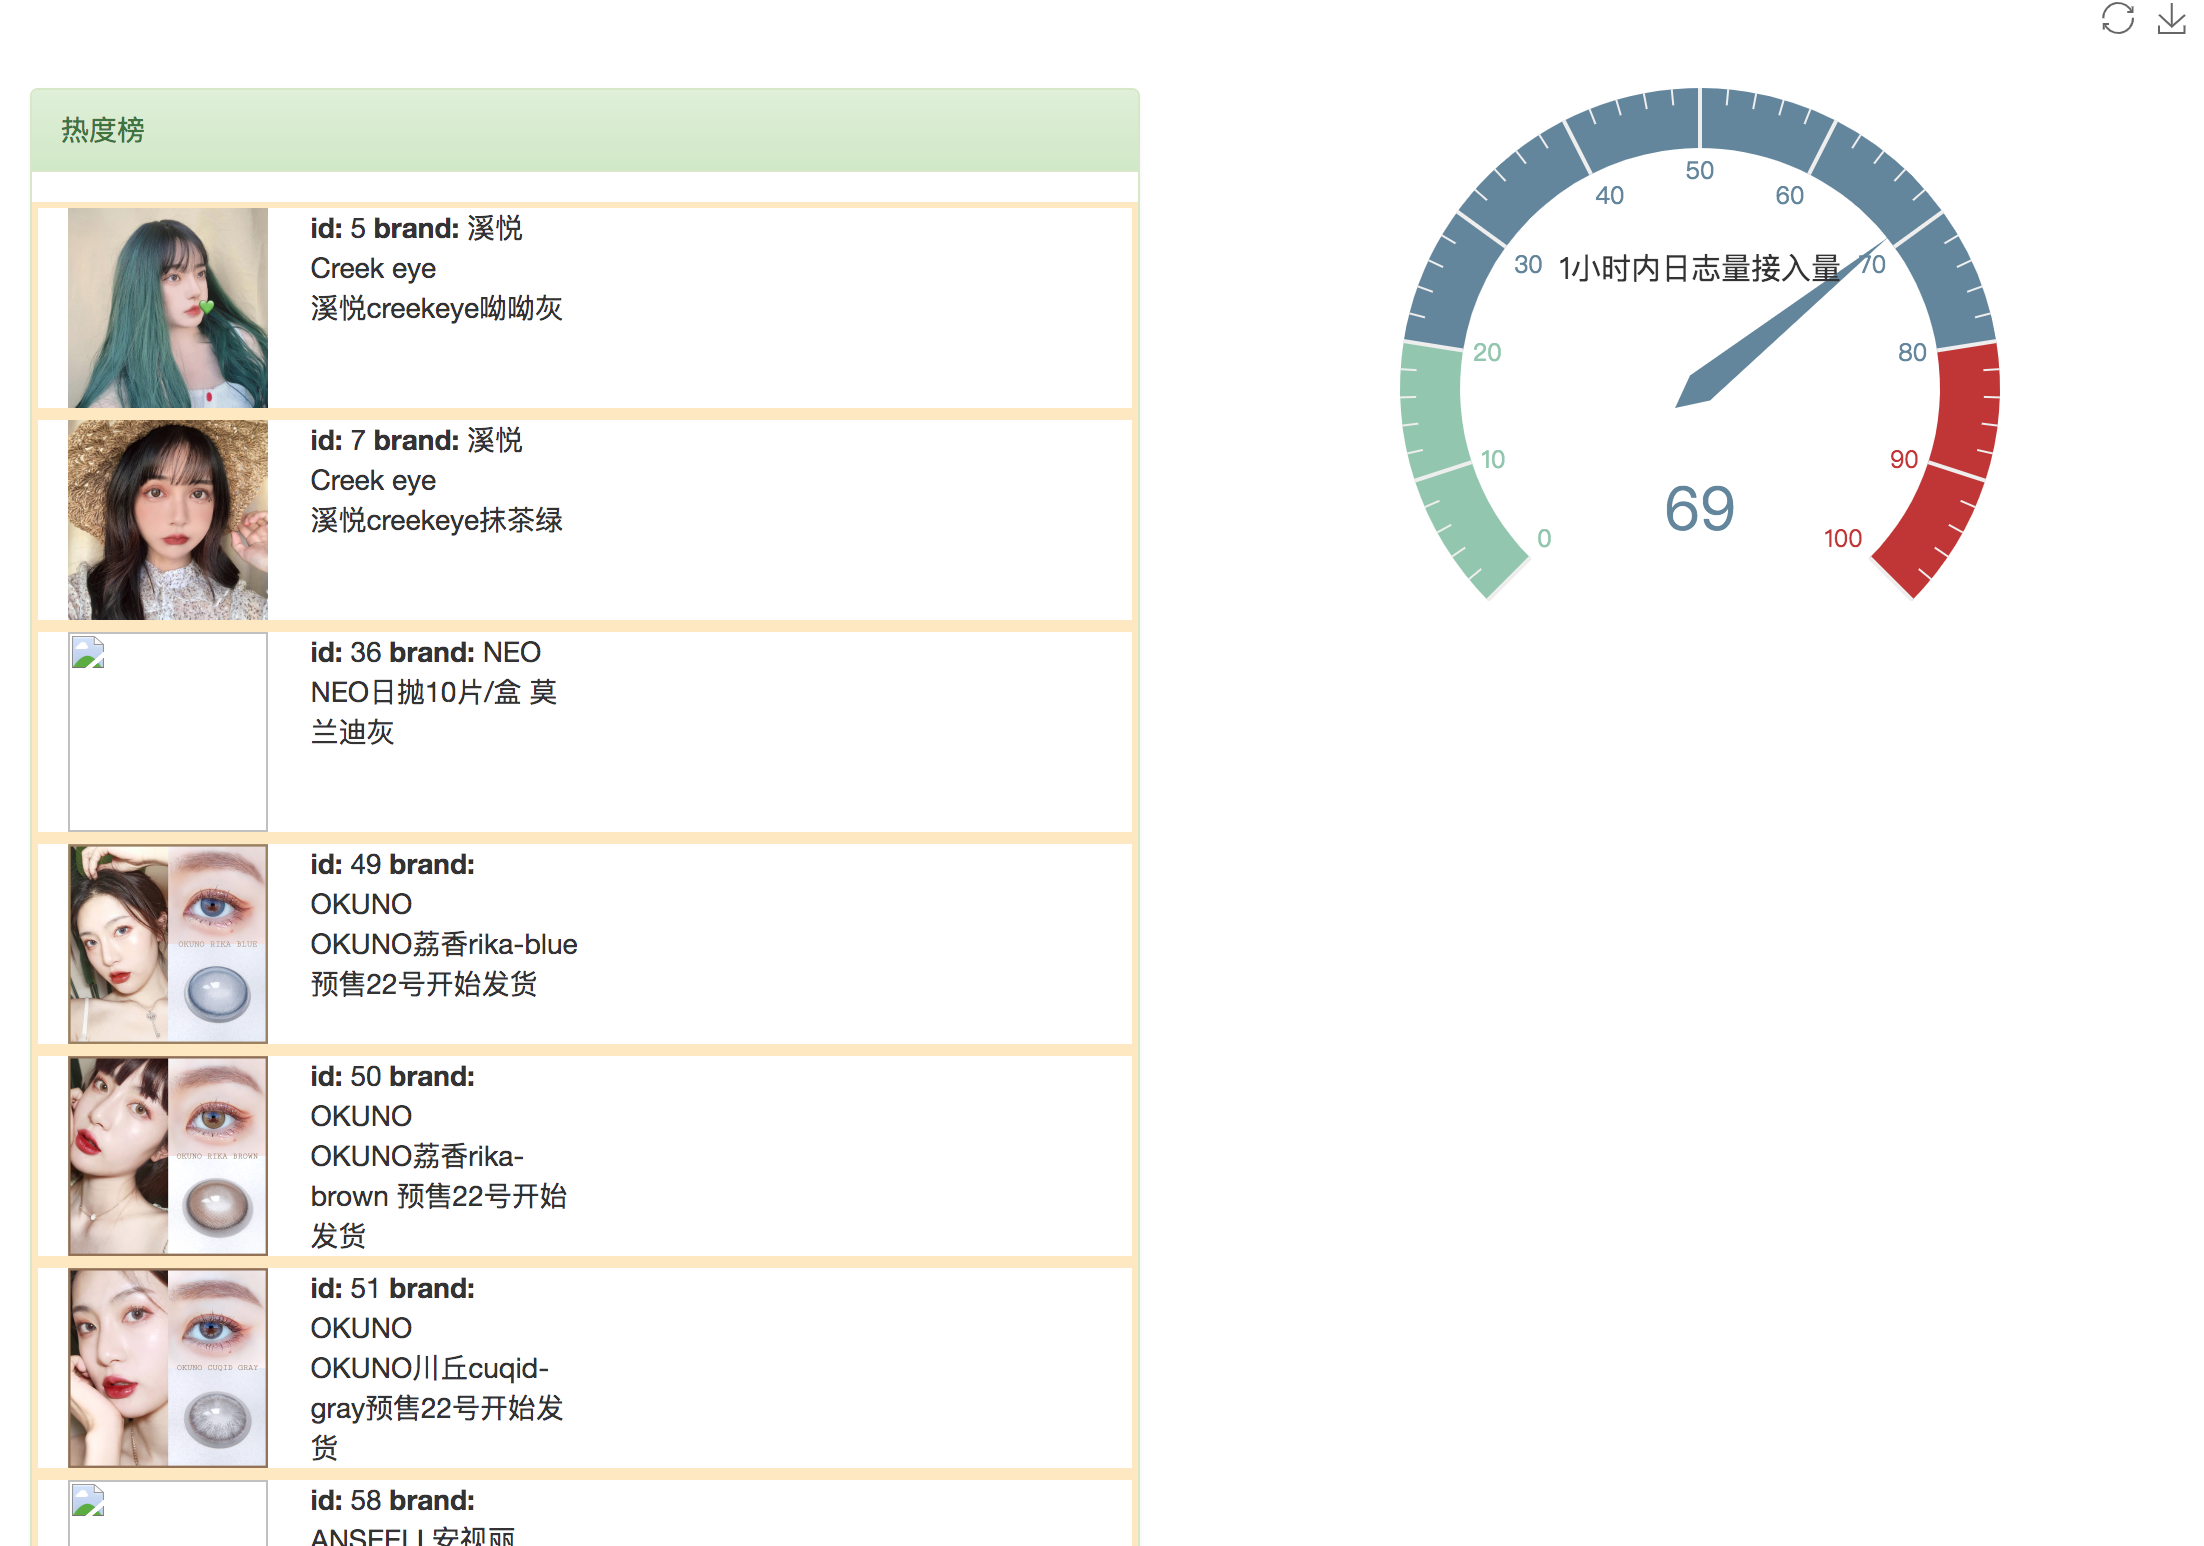 热度榜
id: 5 brand: 溪悦
Creek eye
溪悦creekeye呦呦灰
id: 7 brand: 溪悦
Creek eye
溪悦creekeye抹茶绿
id: 36 brand: NEO
NEO日抛10片/盒 莫
兰迪灰
id: 49 brand:
OKUNO
OKUNO荔香rika-blue
预售22号开始发货
OKUNO RIKA BLUE
id: 50 brand:
OKUNO
OKUNO荔香rika-
brown 预售22号开始
发货
OKUNO RIKA BROWN
id: 51 brand:
OKUNO
OKUNO川丘cuqid-
gray预售22号开始发
货
OKUNO CUQID GRAY
id: 58 brand:
ANSEELL安视丽
1小时内日志量接入量
0
10
20
30
40
50
60
70
80
90
100
69